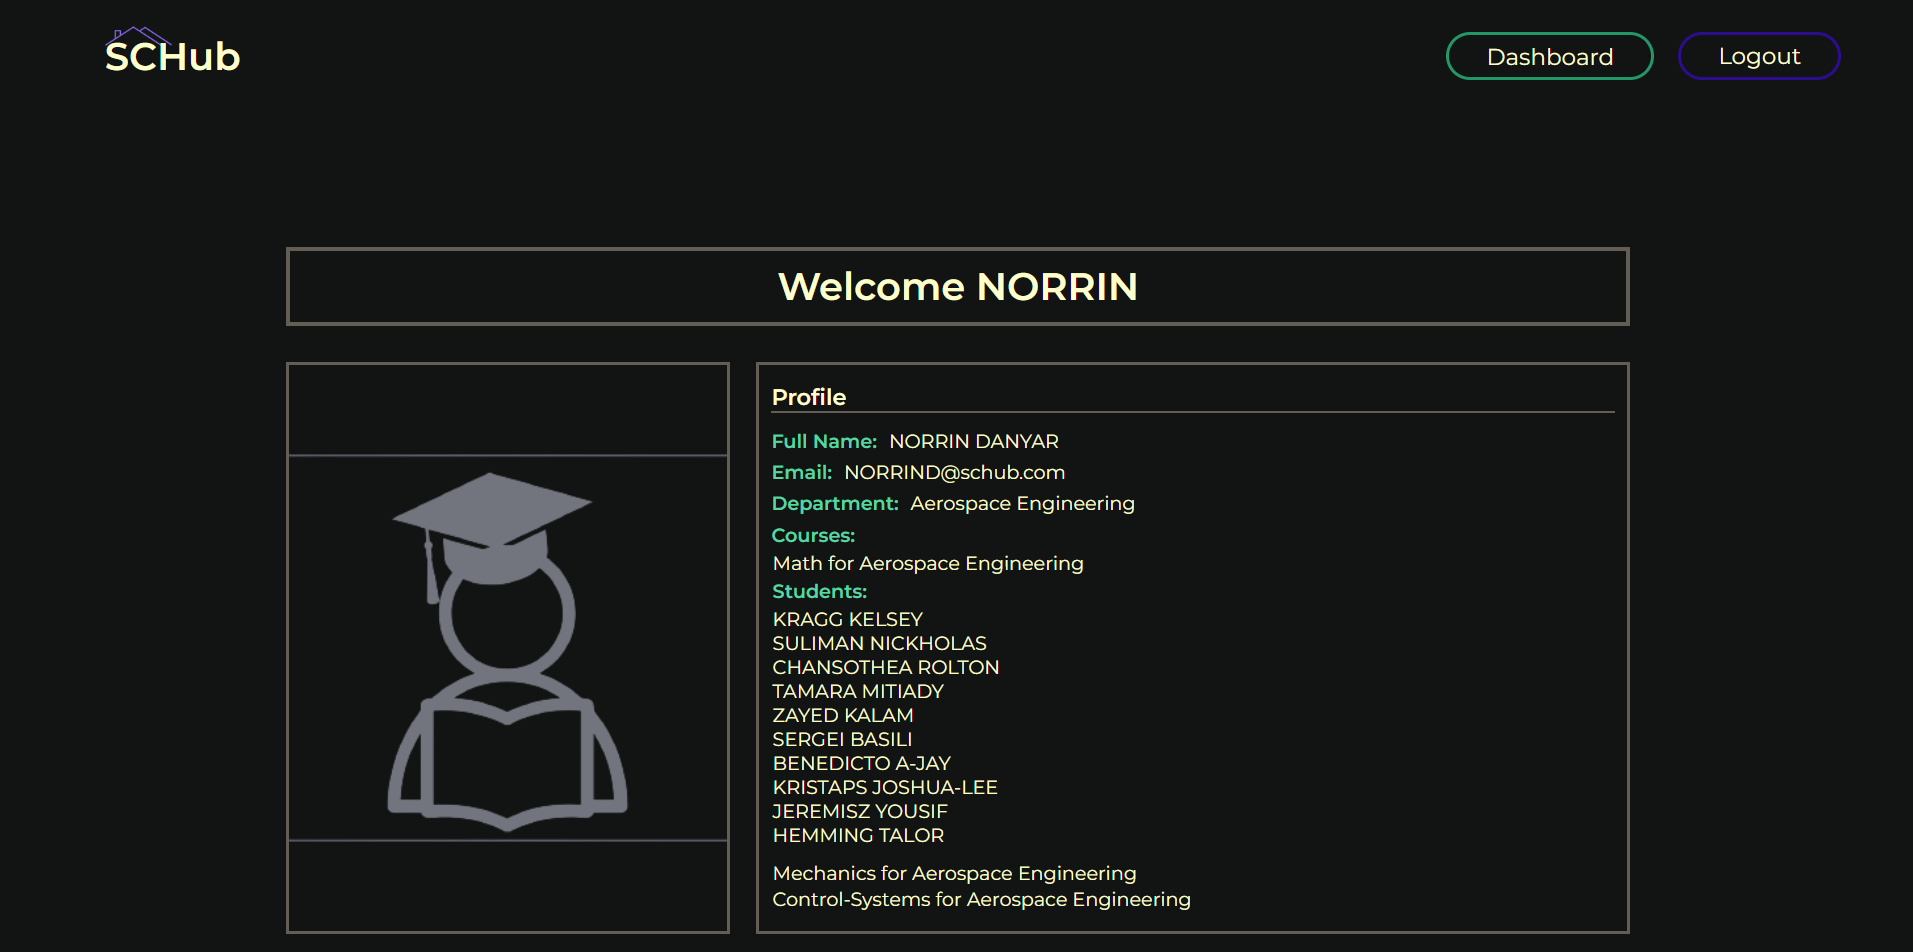 SCHub
Dashboard
Logout
Welcome NORRIN
Profile
Full Name: NORRIN DANYAR
Email: NORRIND@schub.com
Department: Aerospace Engineering
Courses:
Math for Aerospace Engineering
Students:
KRAGG KELSEY
SULIMAN NICKHOLAS
CHANSOTHEA ROLTON
TAMARA MITIADY
ZAYED KALAM
SERGEI BASILI
BENEDICTO A-JAY
KRISTAPS JOSHUA-LEE
JEREMISZ YOUSIF
HEMMING TALOR
Mechanics for Aerospace Engineering
Control-Systems for Aerospace Engineering